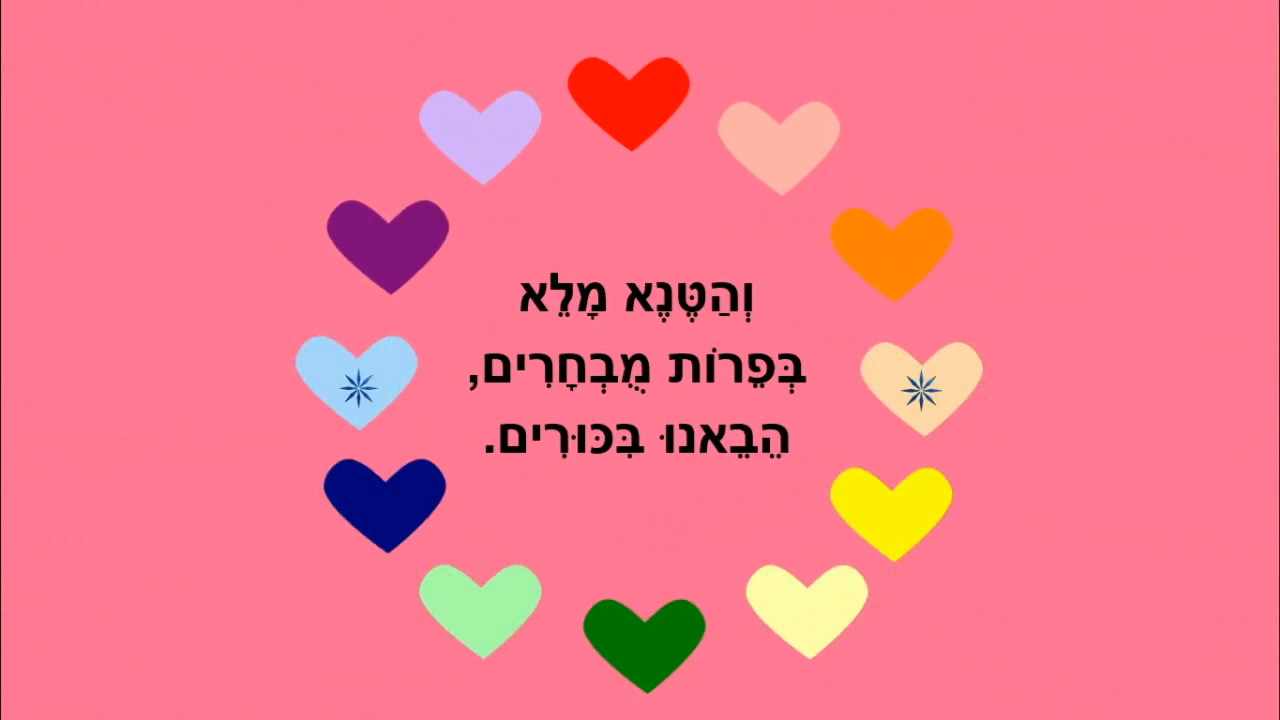 וְהַטֶּנֶא מָלֵא
בְּפֵרוֹת מֻבְחָרִים,
הֵבֵאנוּ בִּכּוּרִים.